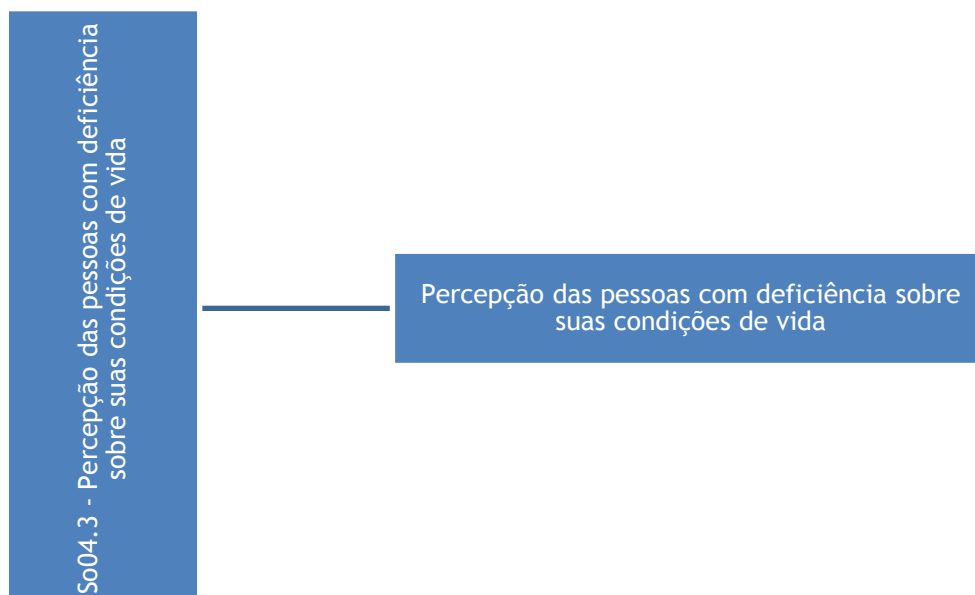 So04.3 - Percepção das pessoas com deficiência
sobre suas condições de vida
Percepção das pessoas com deficiência sobre
suas condições de vida